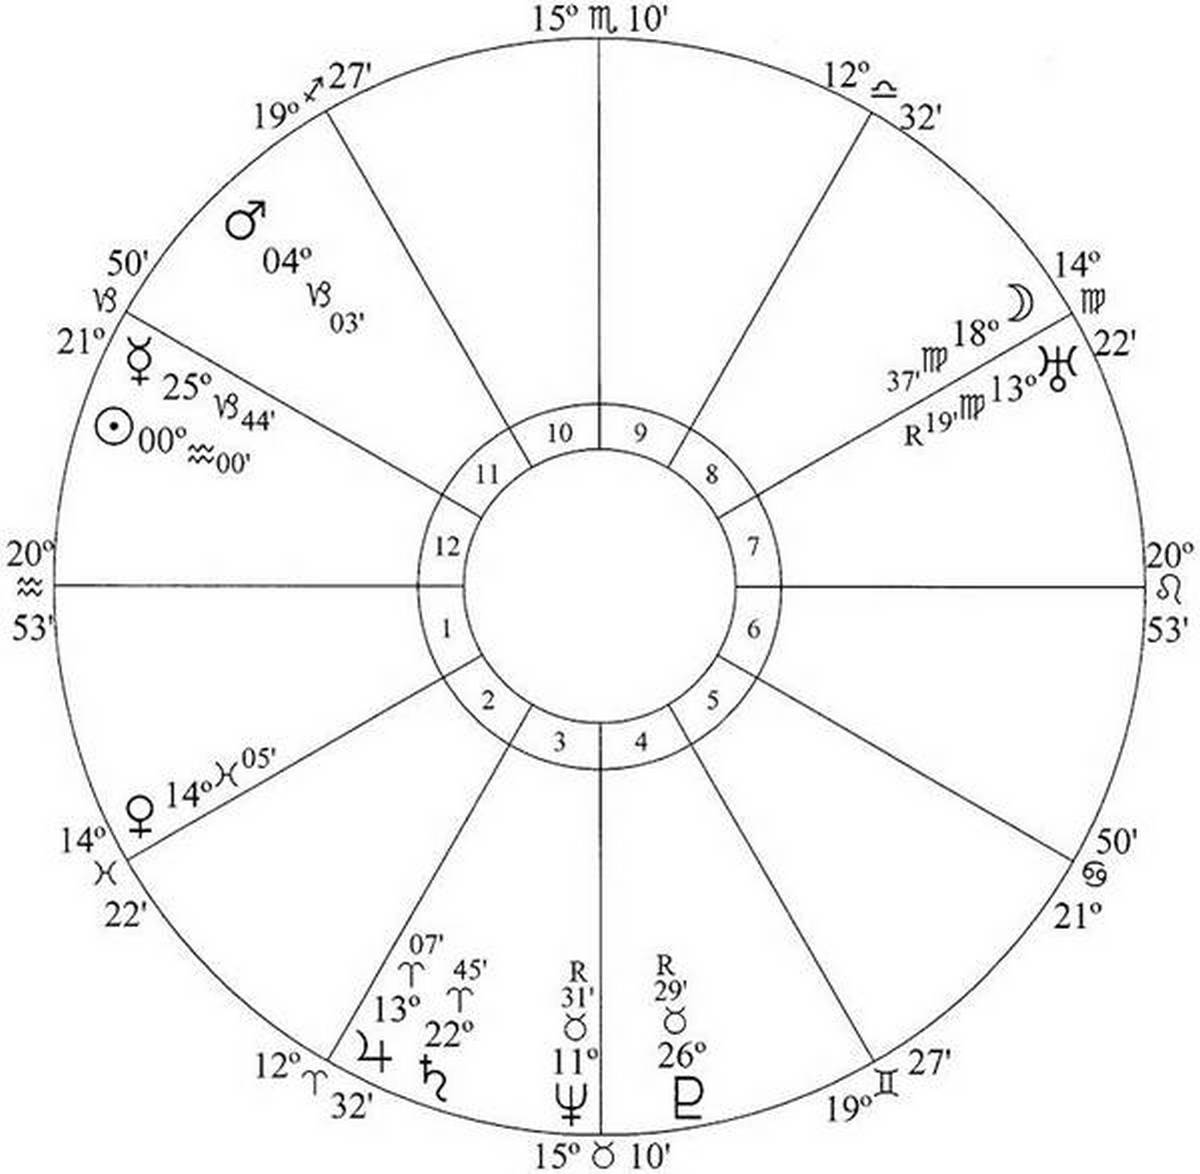 15° ♏ 10'
12° ♎ 32'
19° ♐ 27'
♂ 04° ♑ 03'
50' ♑ 21°
☿ 25° ♑ 44'
☉ 00° ♒ 00'
14° ♍ 22'
☽ 18° ♍ 37'
♅ 13° ♍ 19' R
10 9
11 8
12 7
20° ♒ 53'
20° ♌ 53'
1 6
2 5
3 4
♀ 14° ♓ 05'
14° ♓ 22'
50' ♋ 21°
♃ 13° ♈ 07'
♄ 22° ♈ 45'
♆ 11° ♉ 31' R
♇ 26° ♉ 29' R
12° ♈ 32'
19° ♊ 27'
15° ♉ 10'